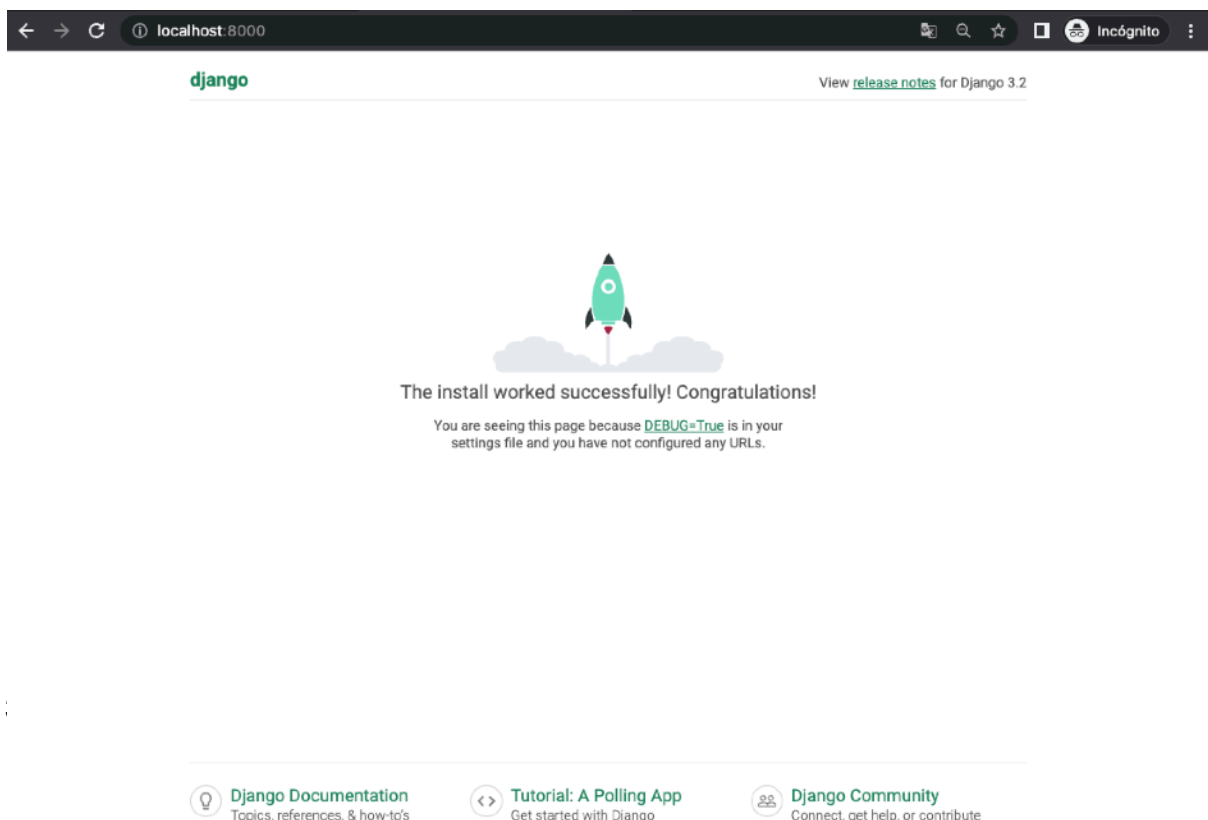 localhost:8000
Incógnito
django
View release notes for Django 3.2
The install worked successfully! Congratulations!
You are seeing this page because DEBUG=True is in your
settings file and you have not configured any URLs.
Django Documentation
Topics, references, & how-to's
Tutorial: A Polling App
Get started with Django
Django Community
Connect, get help, or contribute